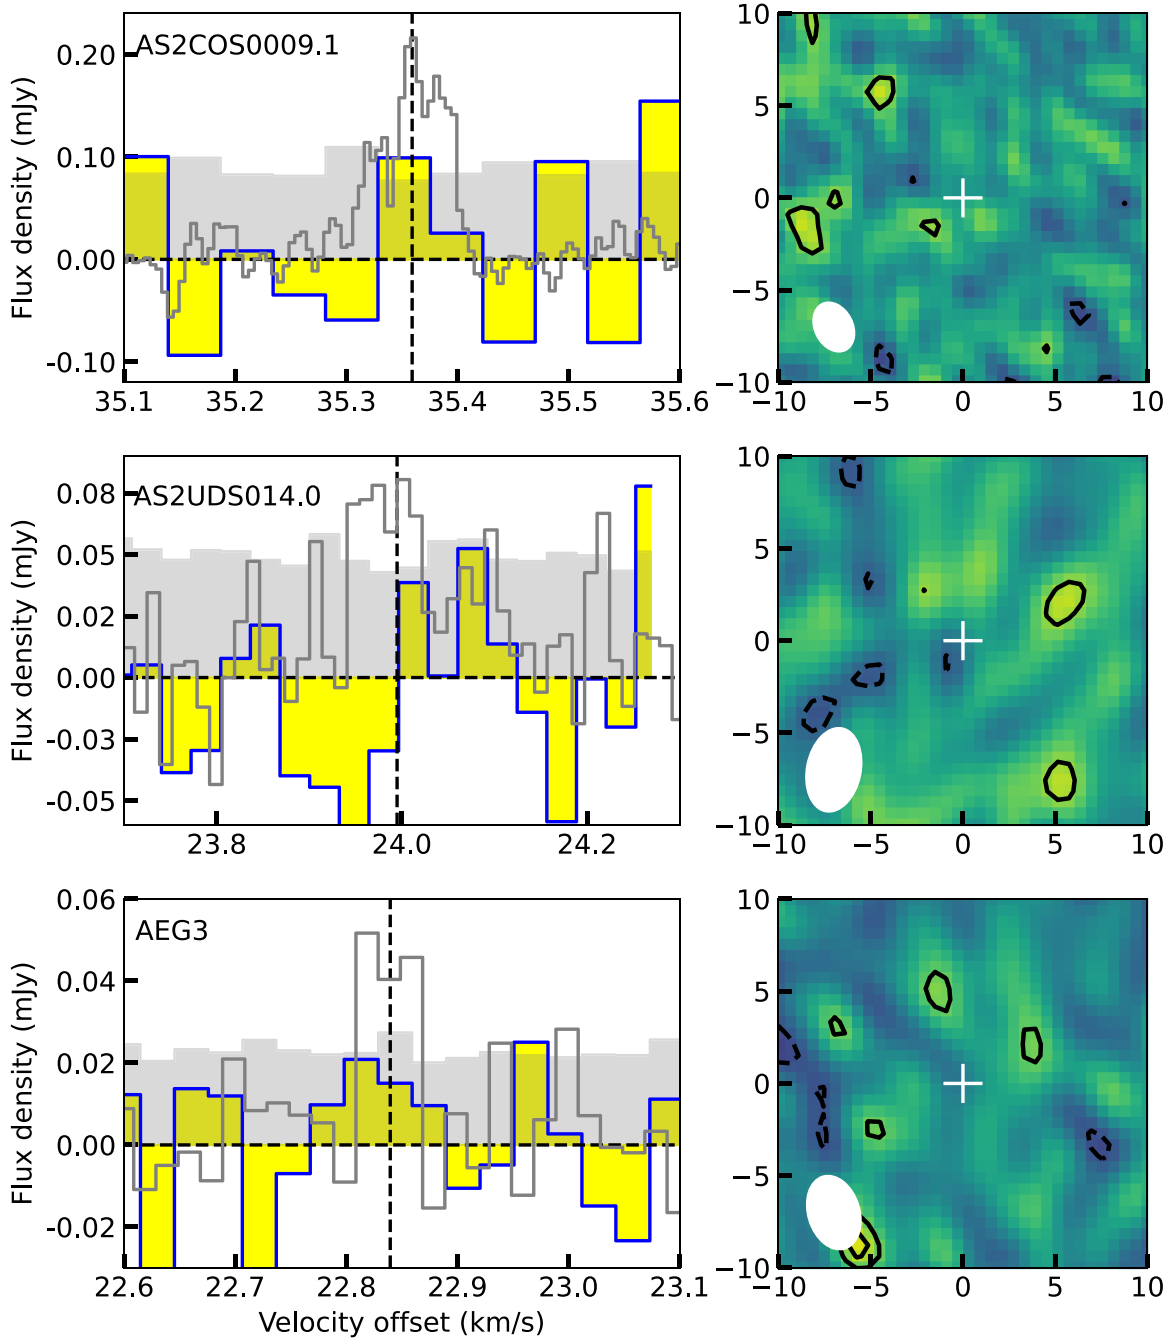 AS2COS0009.1
Flux density (mJy)
0.20
0.10
0.00
-0.10
35.1 35.2 35.3 35.4 35.5 35.6
10
5
0
−5
−10
−10 −5 0 5 10
AS2UDS014.0
Flux density (mJy)
0.08
0.05
0.02
0.00
-0.03
-0.05
23.8 24.0 24.2
10
5
0
−5
−10
−10 −5 0 5 10
AEG3
Flux density (mJy)
0.06
0.04
0.02
0.00
-0.02
22.6 22.7 22.8 22.9 23.0 23.1
Velocity offset (km/s)
10
5
0
−5
−10
−10 −5 0 5 10